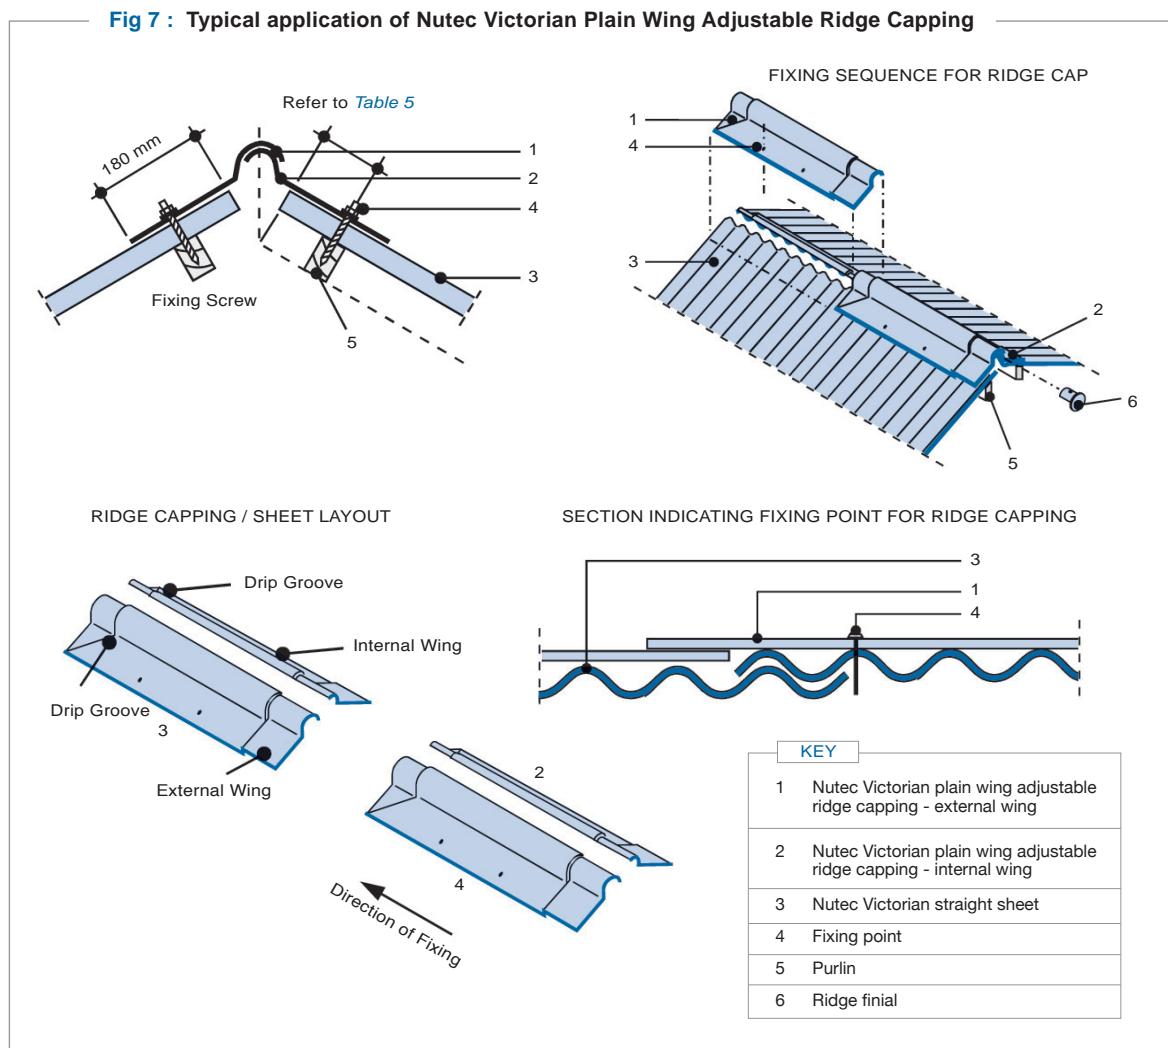 Fig 7 : Typical application of Nutec Victorian Plain Wing Adjustable Ridge Capping
Refer to Table 5
180 mm
1
2
4
3
Fixing Screw
5
FIXING SEQUENCE FOR RIDGE CAP
1
4
3
2
6
5
RIDGE CAPPING / SHEET LAYOUT
Drip Groove
Internal Wing
Drip Groove
3
External Wing
2
4
Direction of Fixing
SECTION INDICATING FIXING POINT FOR RIDGE CAPPING
3
1
4
KEY
1 Nutec Victorian plain wing adjustable
ridge capping - external wing
2 Nutec Victorian plain wing adjustable
ridge capping - internal wing
3 Nutec Victorian straight sheet
4 Fixing point
5 Purlin
6 Ridge finial